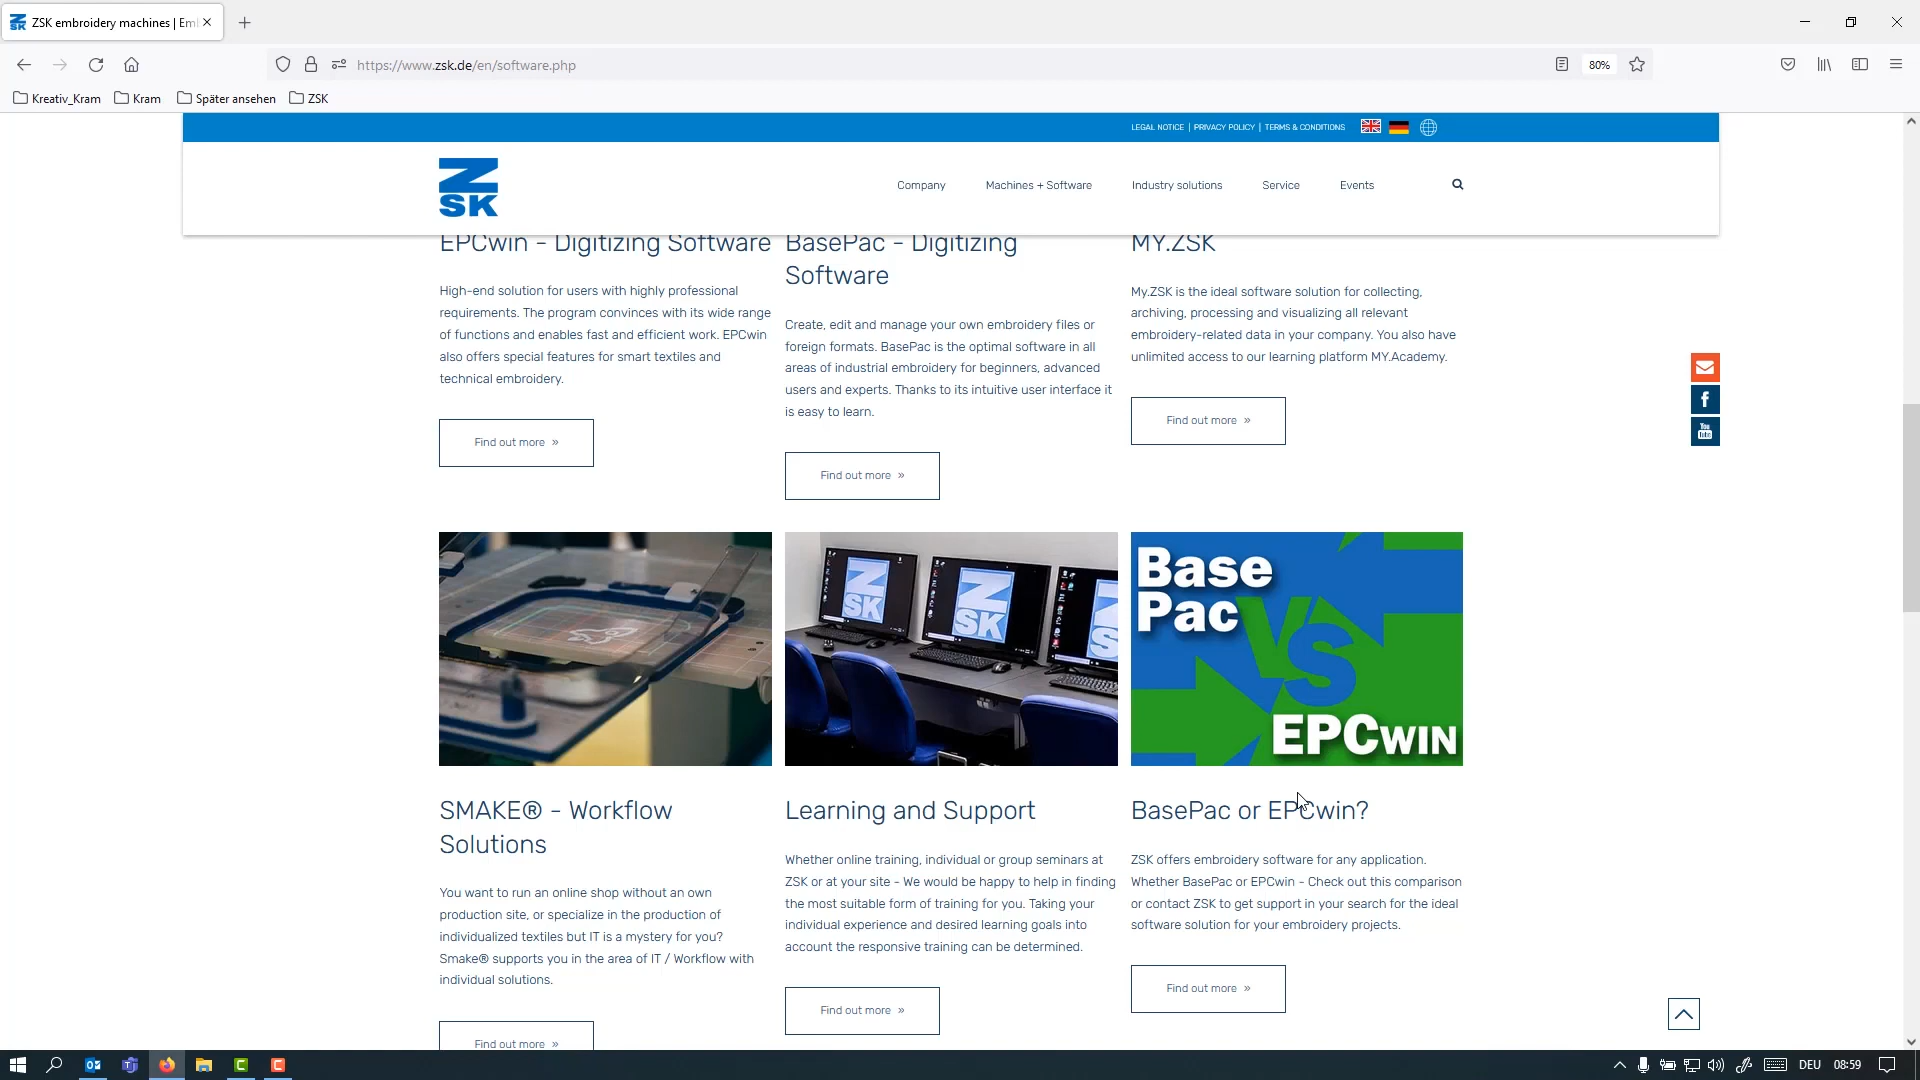 ZSK embroidery machines | Em
https://www.zsk.de/en/software.php
80%
Kreativ_Kram
Kram
Später ansehen
ZSK
LEGAL NOTICE | PRIVACY POLICY | TERMS & CONDITIONS
Z
SK
Company
Machines + Software
Industry solutions
Service
Events
EPCwin - Digitizing Software
High-end solution for users with highly professional
requirements. The program convinces with its wide range
of functions and enables fast and efficient work. EPCwin
also offers special features for smart textiles and
technical embroidery.
Find out more »
BasePac - Digitizing
Software
Create, edit and manage your own embroidery files or
foreign formats. BasePac is the optimal software in all
areas of industrial embroidery for beginners, advanced
users and experts. Thanks to its intuitive user interface it
is easy to learn.
Find out more »
MY.ZSK
My.ZSK is the ideal software solution for collecting,
archiving, processing and visualizing all relevant
embroidery-related data in your company. You also have
unlimited access to our learning platform MY.Academy.
Find out more »
f
You
Tube
Z
SK
Z
SK
Z
SK
Base
Pac
VS
EPCWIN
SMAKE® - Workflow
Solutions
You want to run an online shop without an own
production site, or specialize in the production of
individualized textiles but IT is a mystery for you?
Smake® supports you in the area of IT / Workflow with
individual solutions.
Find out more »
Learning and Support
Whether online training, individual or group seminars at
ZSK or at your site - We would be happy to help in finding
the most suitable form of training for you. Taking your
individual experience and desired learning goals into
account the responsive training can be determined.
Find out more »
BasePac or EPCwin?
ZSK offers embroidery software for any application.
Whether BasePac or EPCwin - Check out this comparison
or contact ZSK to get support in your search for the ideal
software solution for your embroidery projects.
Find out more »
DEU
08:59